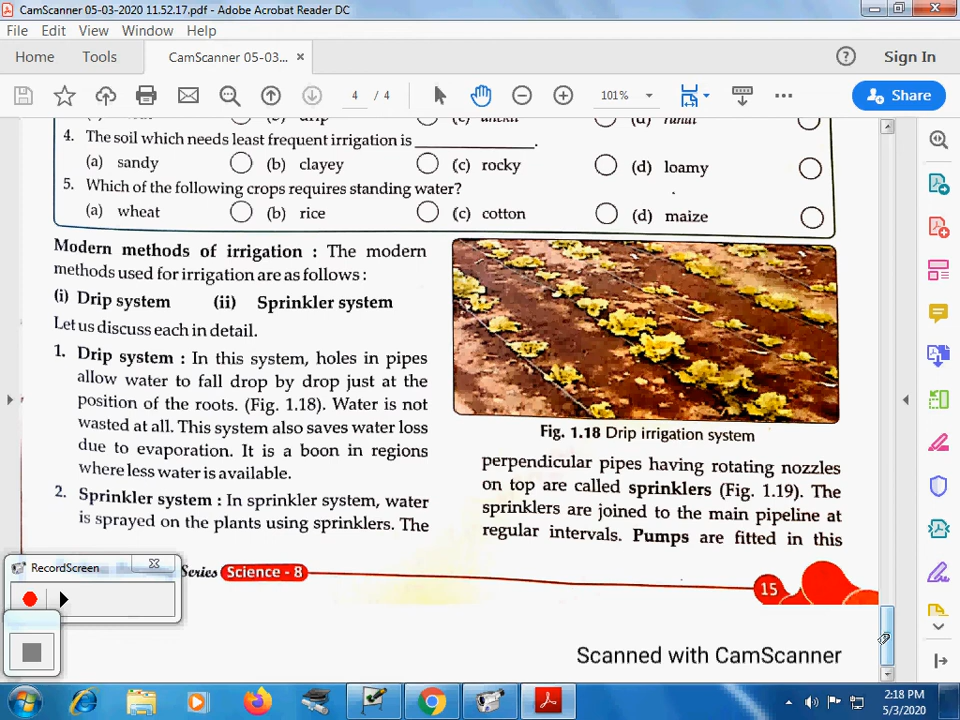 CamScanner 05-03-2020 11.52.17.pdf - Adobe Acrobat Reader DC
File Edit View Window Help
Home Tools CamScanner 05-03... × Sign In
4 / 4 101% Share
4. The soil which needs least frequent irrigation is ____________.
(a) sandy (b) clayey (c) rocky (d) loamy
5. Which of the following crops requires standing water?
(a) wheat (b) rice (c) cotton (d) maize
Modern methods of irrigation : The modern
methods used for irrigation are as follows :
(i) Drip system (ii) Sprinkler system
Let us discuss each in detail.
1. Drip system : In this system, holes in pipes
allow water to fall drop by drop just at the
position of the roots. (Fig. 1.18). Water is not
wasted at all. This system also saves water loss
due to evaporation. It is a boon in regions
where less water is available.
2. Sprinkler system : In sprinkler system, water
is sprayed on the plants using sprinklers. The
Fig. 1.18 Drip irrigation system
perpendicular pipes having rotating nozzles
on top are called sprinklers (Fig. 1.19). The
sprinklers are joined to the main pipeline at
regular intervals. Pumps are fitted in this
RecordScreen
Series Science - 8
15
Scanned with CamScanner
2:18 PM
5/3/2020